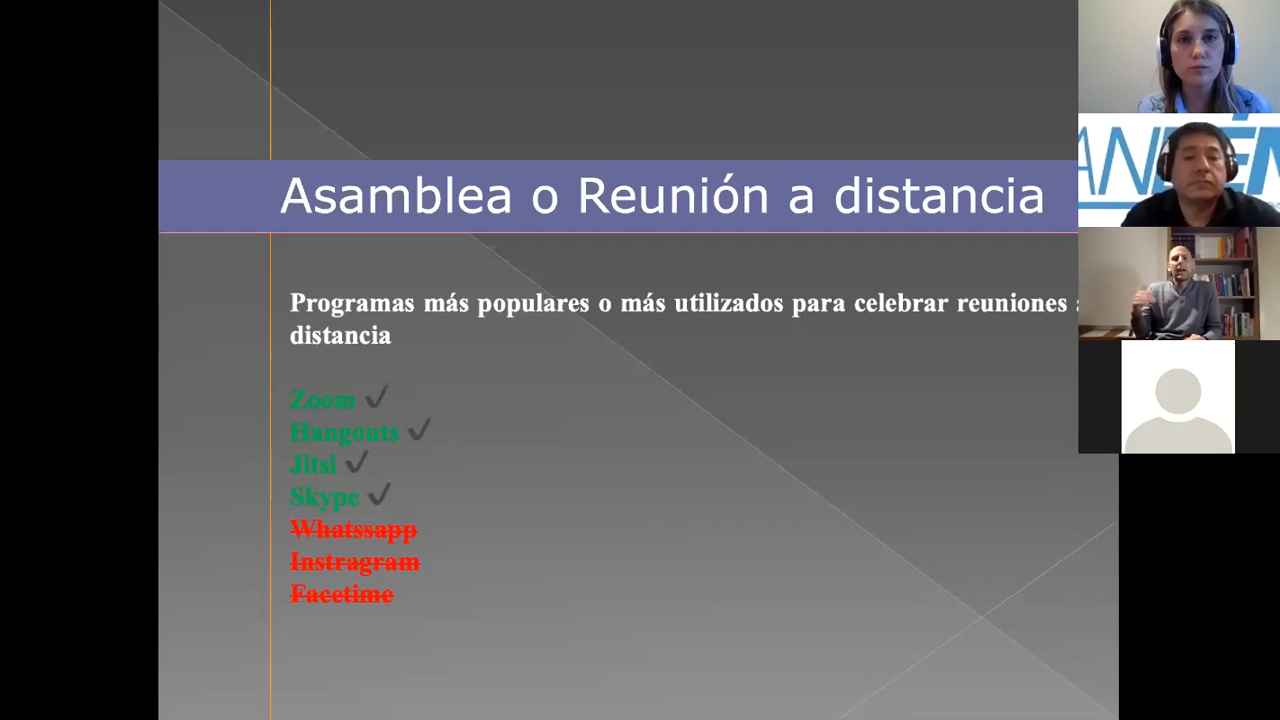 Asamblea o Reunión a distancia
Programas más populares o más utilizados para celebrar reuniones a
distancia
Zoom ✓
Hangouts ✓
Jitsi ✓
Skype ✓
Whatssapp
Instragram
Facetime